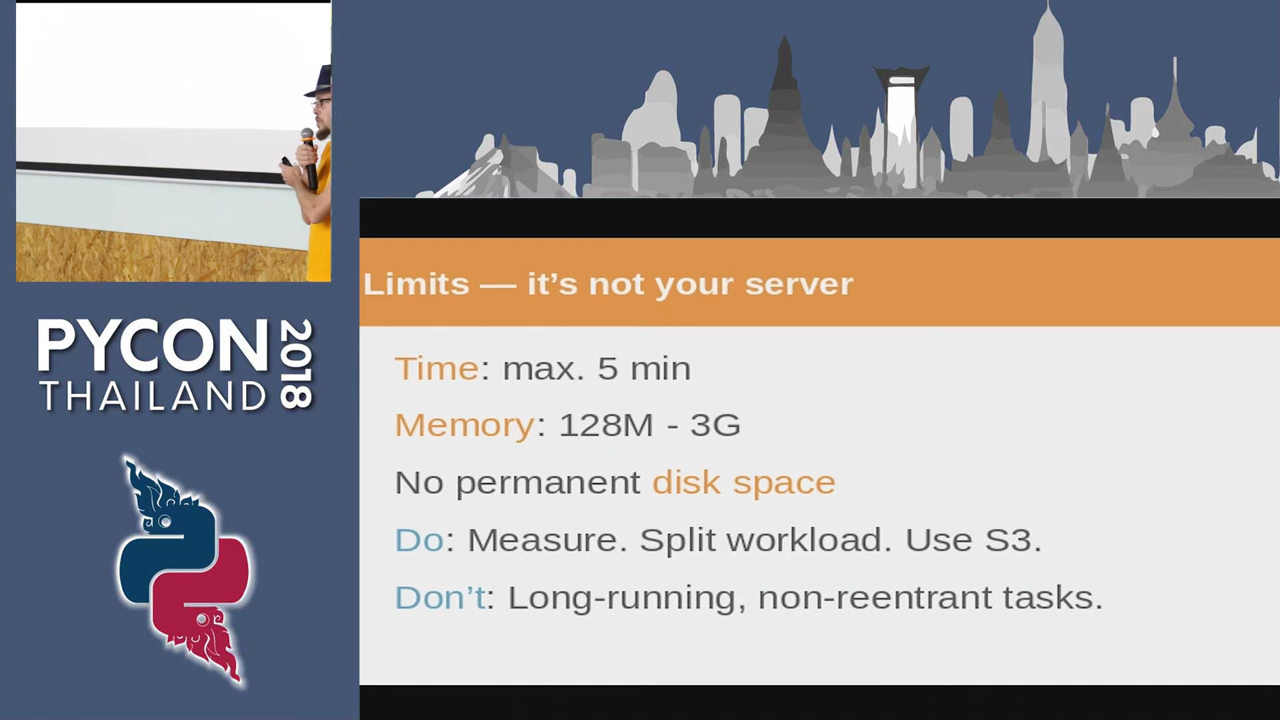 PYCON 2018
THAILAND
Limits — it’s not your server
Time: max. 5 min
Memory: 128M - 3G
No permanent disk space
Do: Measure. Split workload. Use S3.
Don’t: Long-running, non-reentrant tasks.